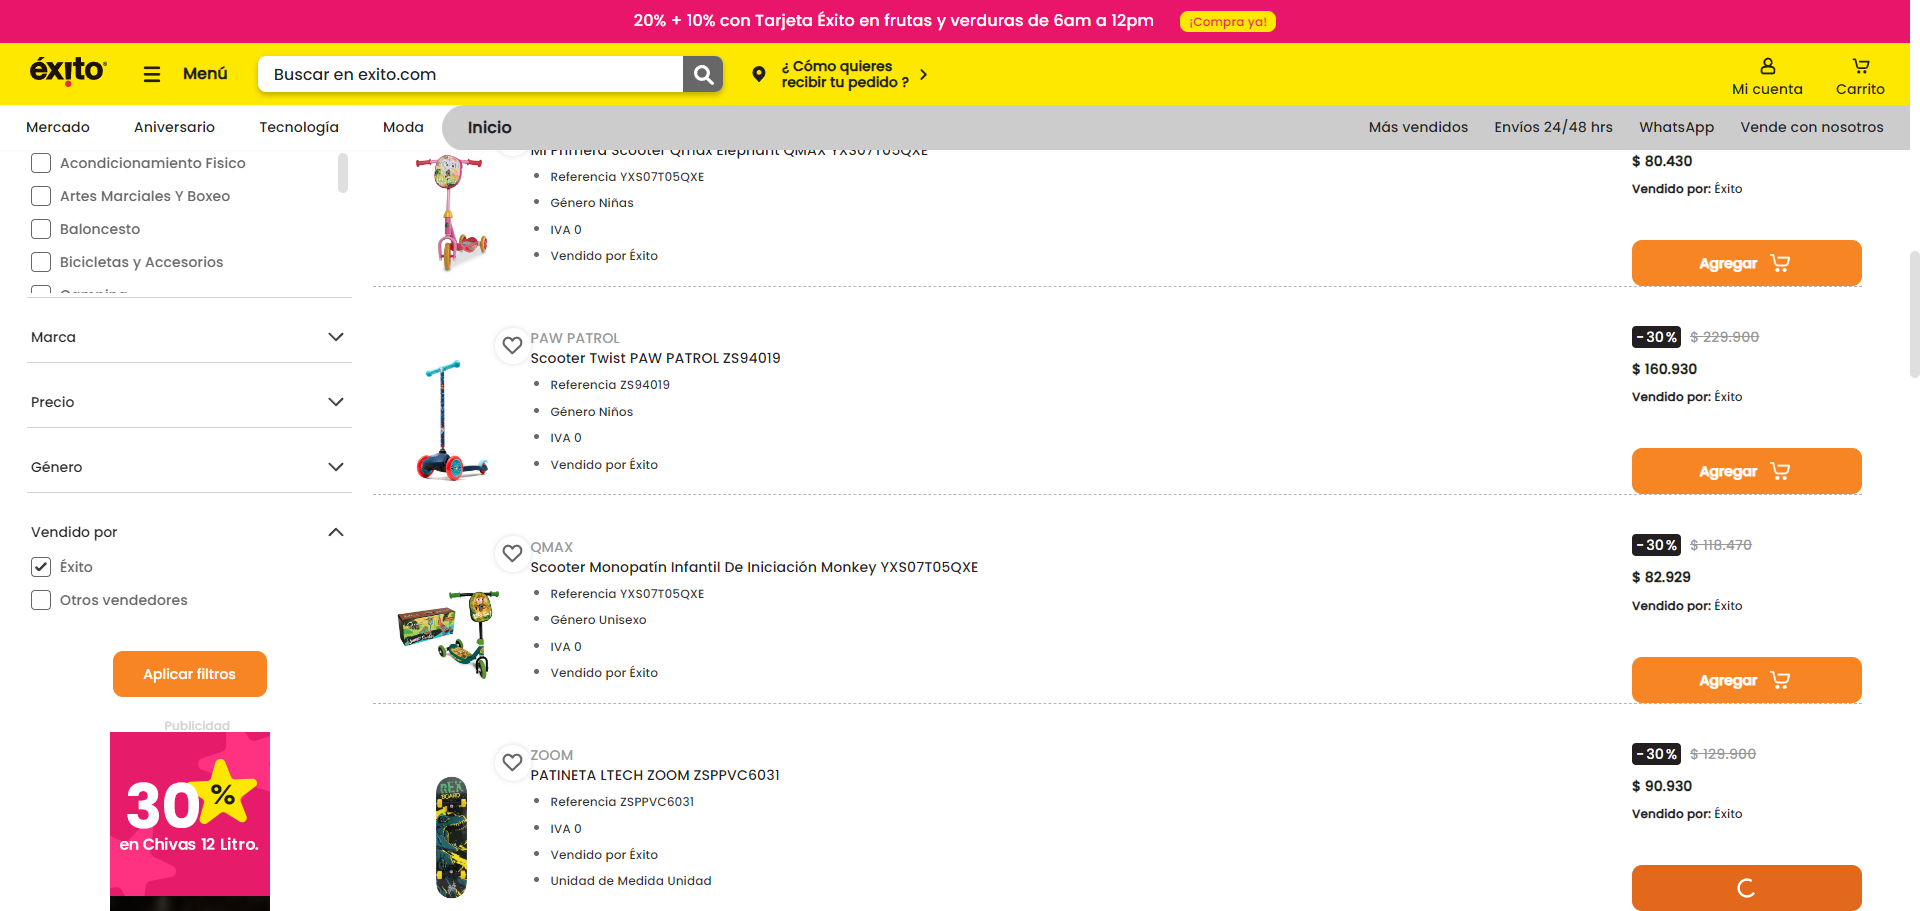 20% + 10% con Tarjeta Éxito en frutas y verduras de 6am a 12pm
¡Compra ya!
éxito
Menú
Buscar en exito.com
¿ Cómo quieres
recibir tu pedido ?
Mi cuenta
Carrito
Mercado
Aniversario
Tecnología
Moda
Inicio
Más vendidos
Envíos 24/48 hrs
WhatsApp
Vende con nosotros
Acondicionamiento Fisico
Artes Marciales Y Boxeo
Baloncesto
Bicicletas y Accesorios
Camping
Marca
Precio
Género
Vendido por
Éxito
Otros vendedores
Aplicar filtros
Publicidad
30%
en Chivas 12 Litro.
Mi Primera Scooter Qmax Elephant QMAX YXS07T05QXE
Referencia YXS07T05QXE
Género Niñas
IVA 0
Vendido por Éxito
$ 80.430
Vendido por: Éxito
Agregar
PAW PATROL
Scooter Twist PAW PATROL ZS94019
Referencia ZS94019
Género Niños
IVA 0
Vendido por Éxito
-30% $ 229.900
$ 160.930
Vendido por: Éxito
Agregar
QMAX
Scooter Monopatín Infantil De Iniciación Monkey YXS07T05QXE
Referencia YXS07T05QXE
Género Unisexo
IVA 0
Vendido por Éxito
-30% $ 118.470
$ 82.929
Vendido por: Éxito
Agregar
ZOOM
PATINETA LTECH ZOOM ZSPPVC6031
Referencia ZSPPVC6031
IVA 0
Vendido por Éxito
Unidad de Medida Unidad
-30% $ 129.900
$ 90.930
Vendido por: Éxito